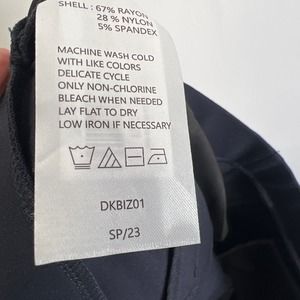 SHELL : 67% RAYON
28 % NYLON
5% SPANDEX
MACHINE WASH COLD
WITH LIKE COLORS
DELICATE CYCLE
ONLY NON-CHLORINE
BLEACH WHEN NEEDED
LAY FLAT TO DRY
LOW IRON IF NECESSARY
DKBIZ01
SP/23